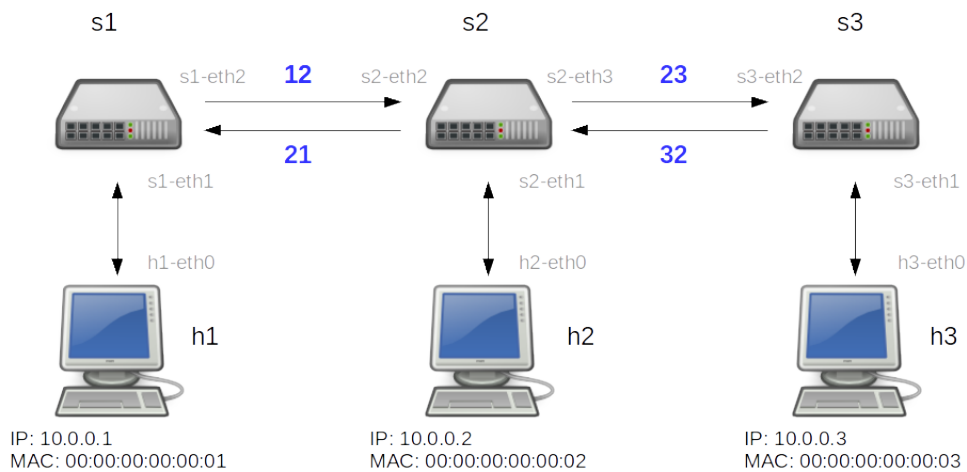 s1
s2
s3
s1-eth2
12
s2-eth2
s2-eth3
23
s3-eth2
21
32
s1-eth1
s2-eth1
s3-eth1
h1-eth0
h2-eth0
h3-eth0
h1
h2
h3
IP: 10.0.0.1
MAC: 00:00:00:00:00:01
IP: 10.0.0.2
MAC: 00:00:00:00:00:02
IP: 10.0.0.3
MAC: 00:00:00:00:00:03